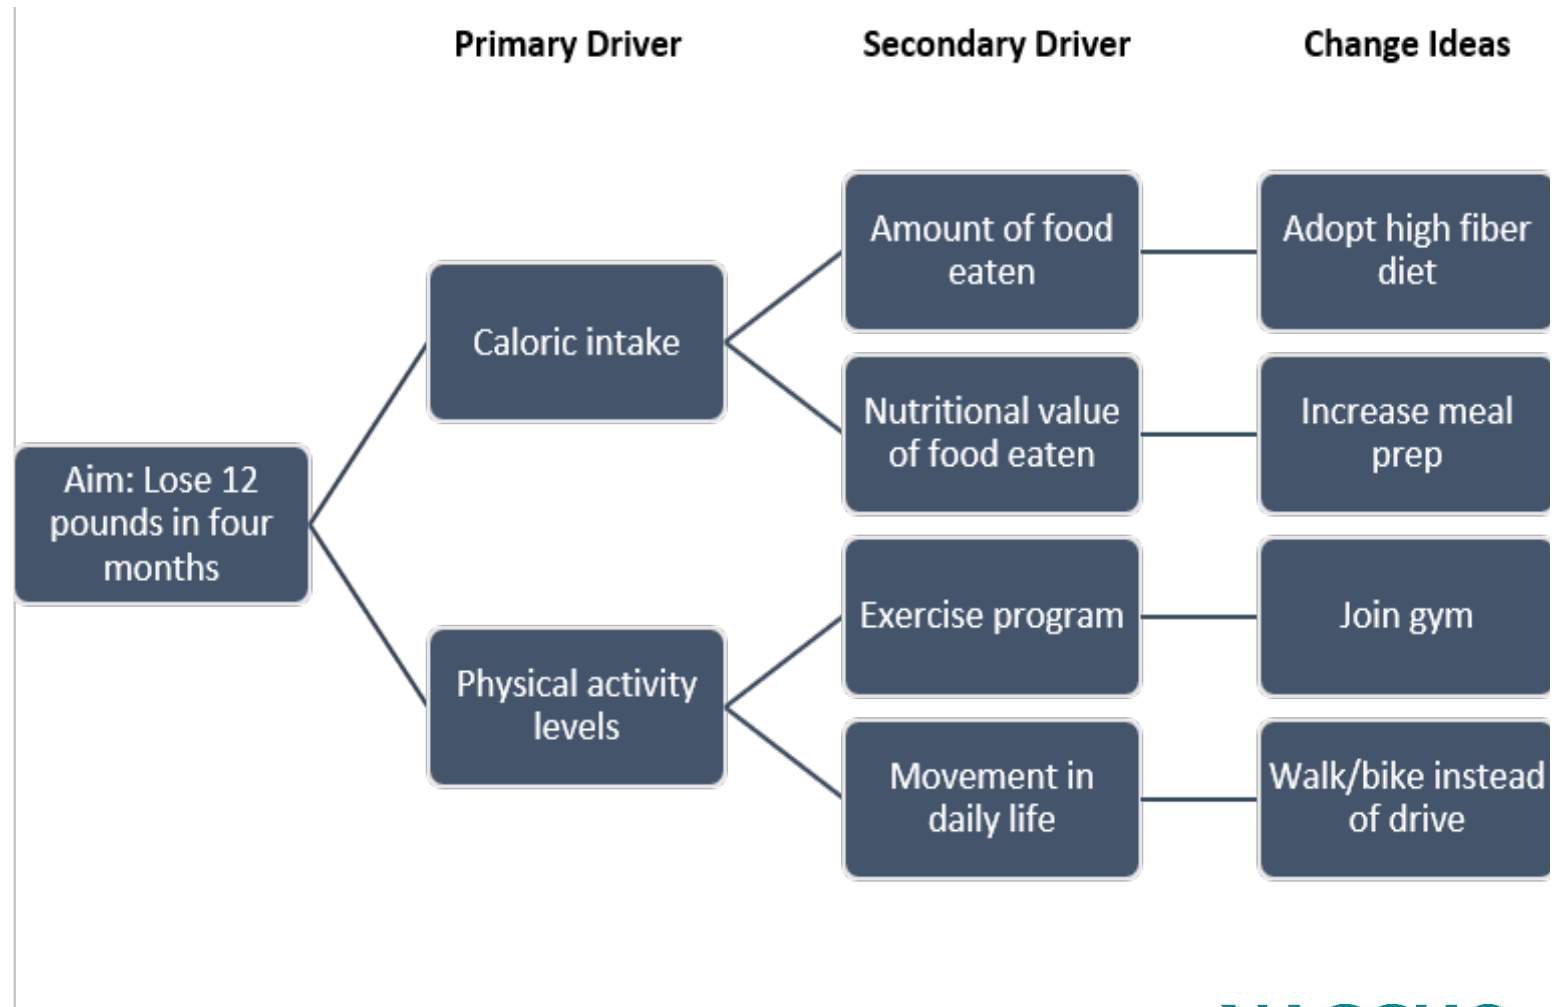 Primary Driver
Secondary Driver
Change Ideas
Aim: Lose 12
pounds in four
months
Caloric intake
Physical activity
levels
Amount of food
eaten
Nutritional value
of food eaten
Exercise program
Movement in
daily life
Adopt high fiber
diet
Increase meal
prep
Join gym
Walk/bike instead
of drive